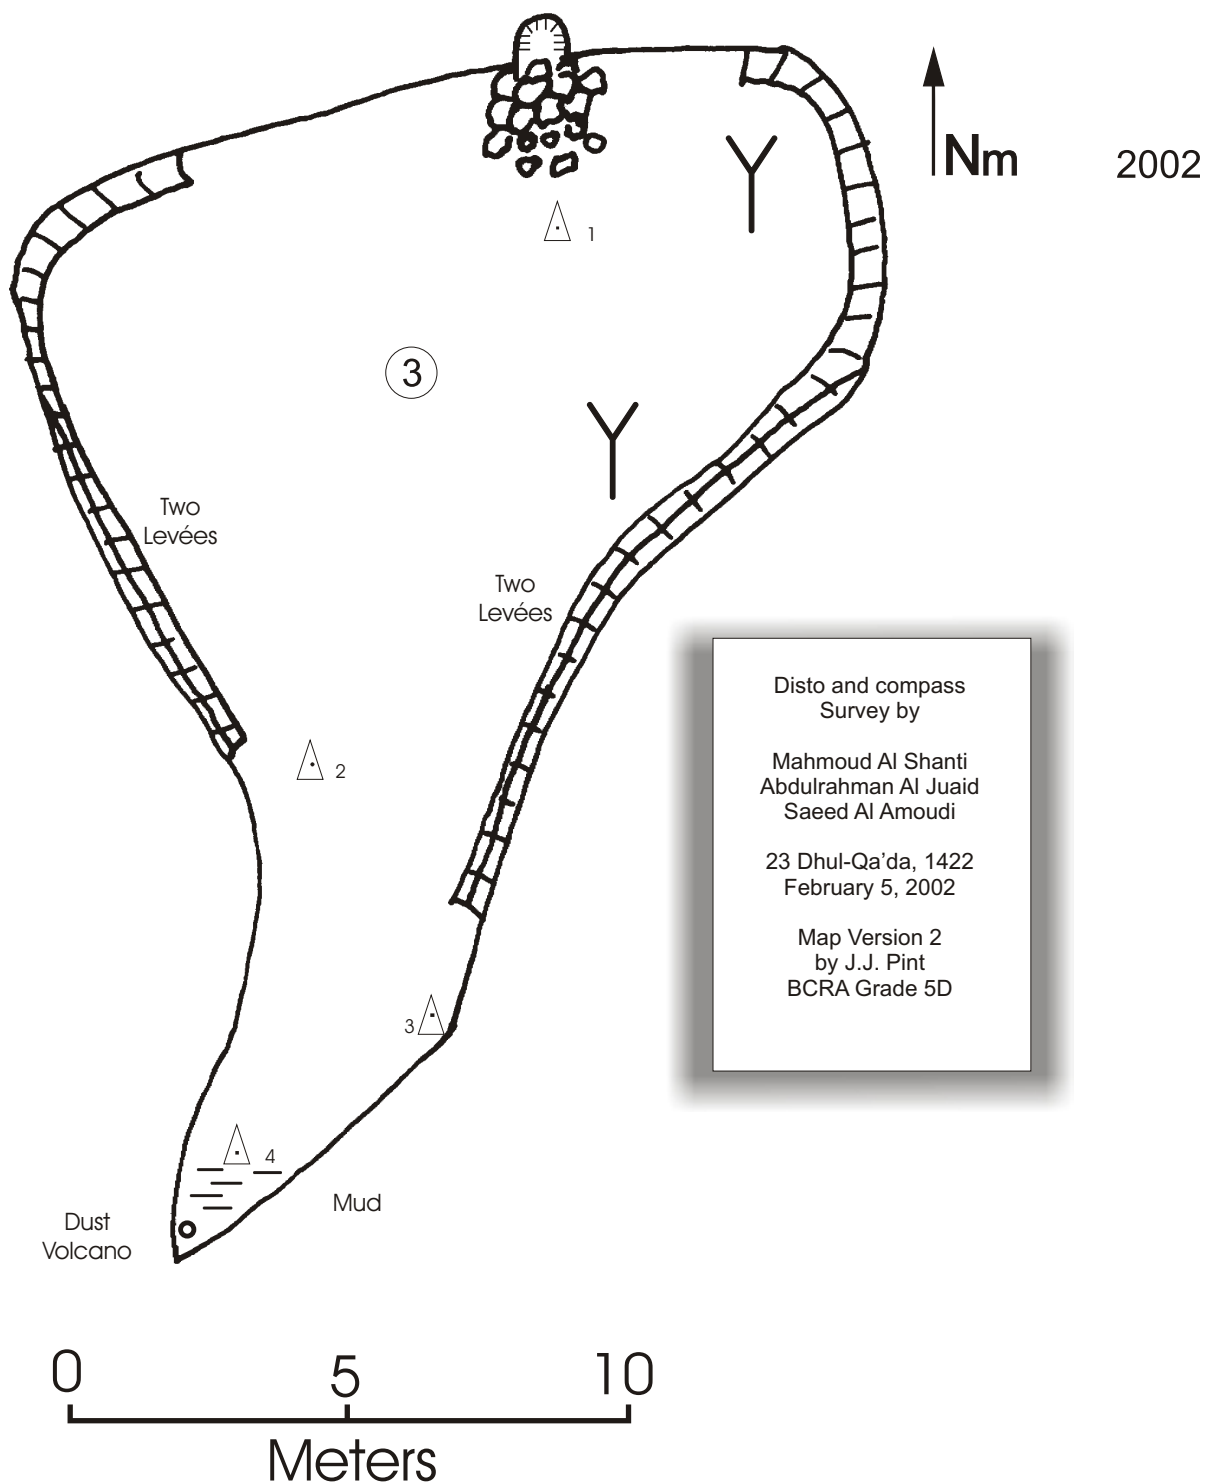 Nm
2002
1
3
Two
Levées
Two
Levées
2
3
4
Mud
Dust
Volcano
Disto and compass
Survey by
Mahmoud Al Shanti
Abdulrahman Al Juaid
Saeed Al Amoudi
23 Dhul-Qa’da, 1422
February 5, 2002
Map Version 2
by J.J. Pint
BCRA Grade 5D
0 5 10
Meters